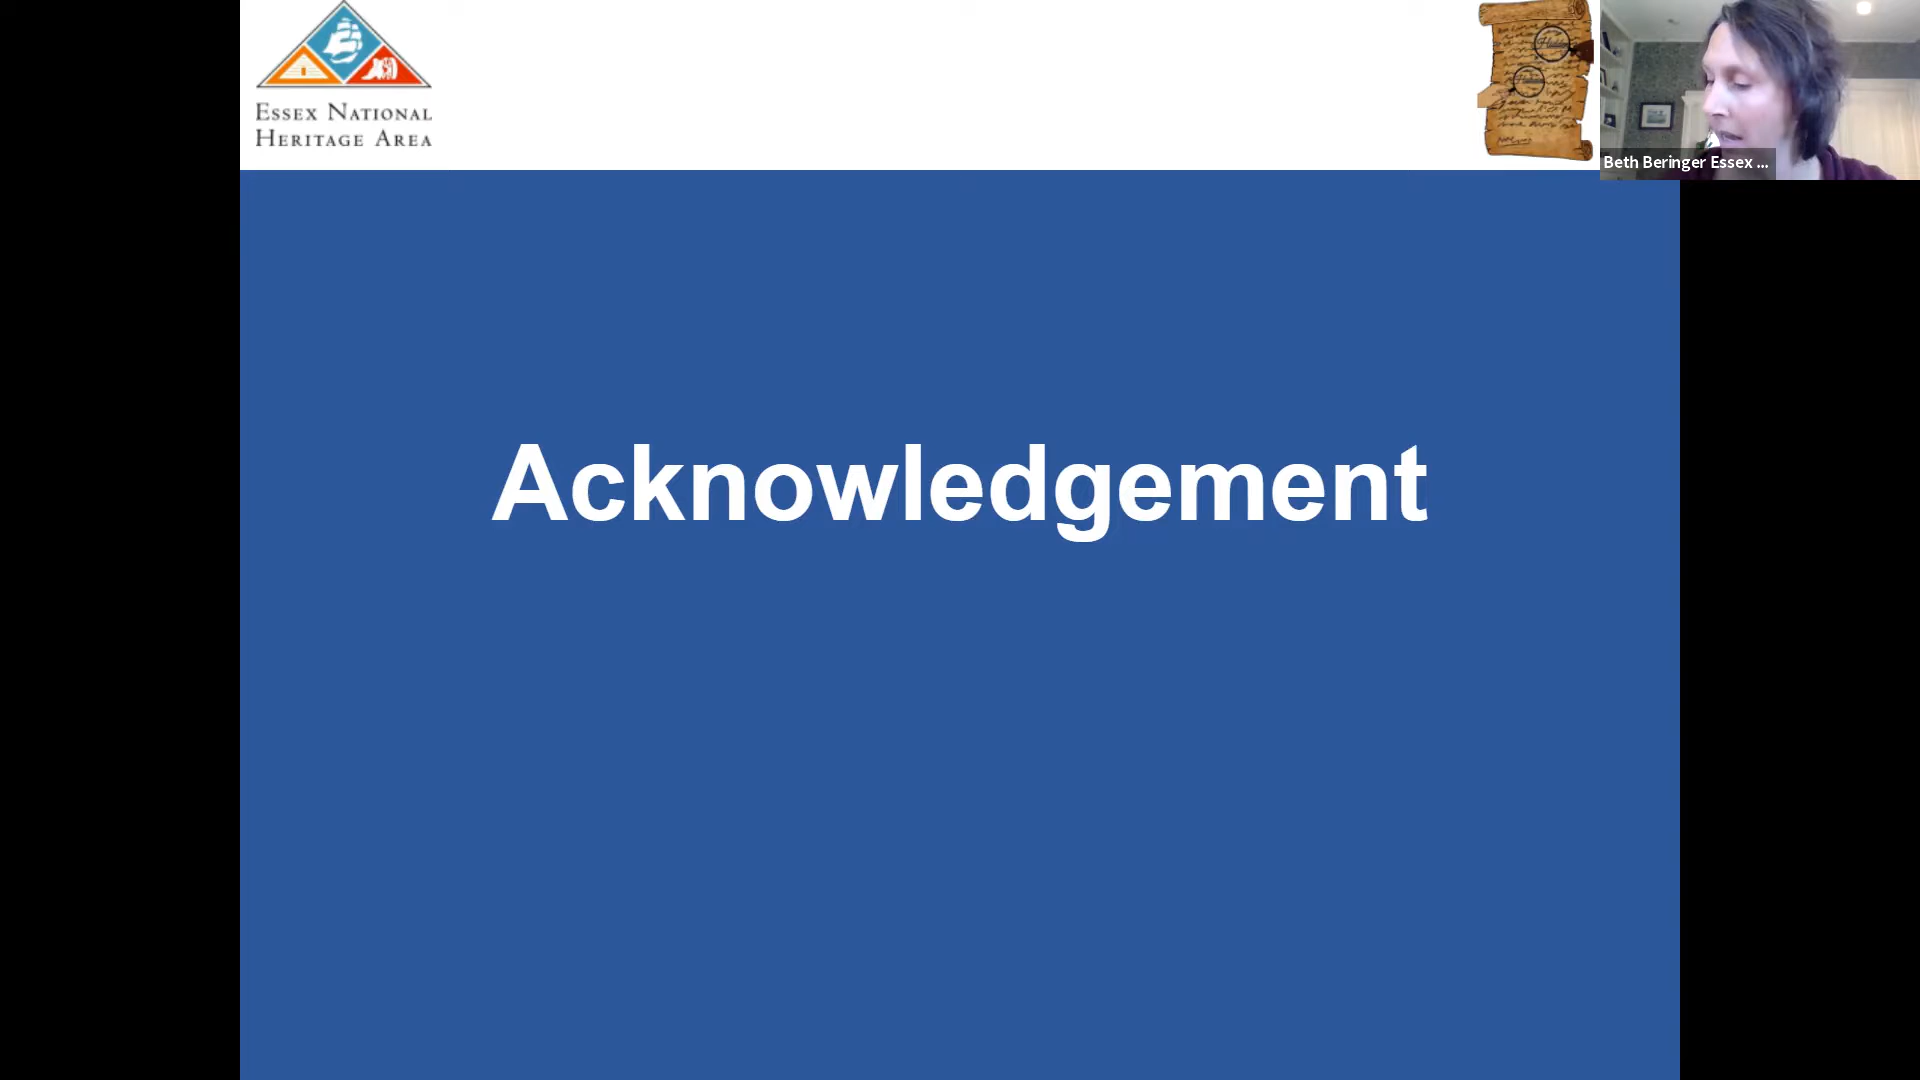 ESSEX NATIONAL
HERITAGE AREA
Beth Beringer Essex ...
Acknowledgement